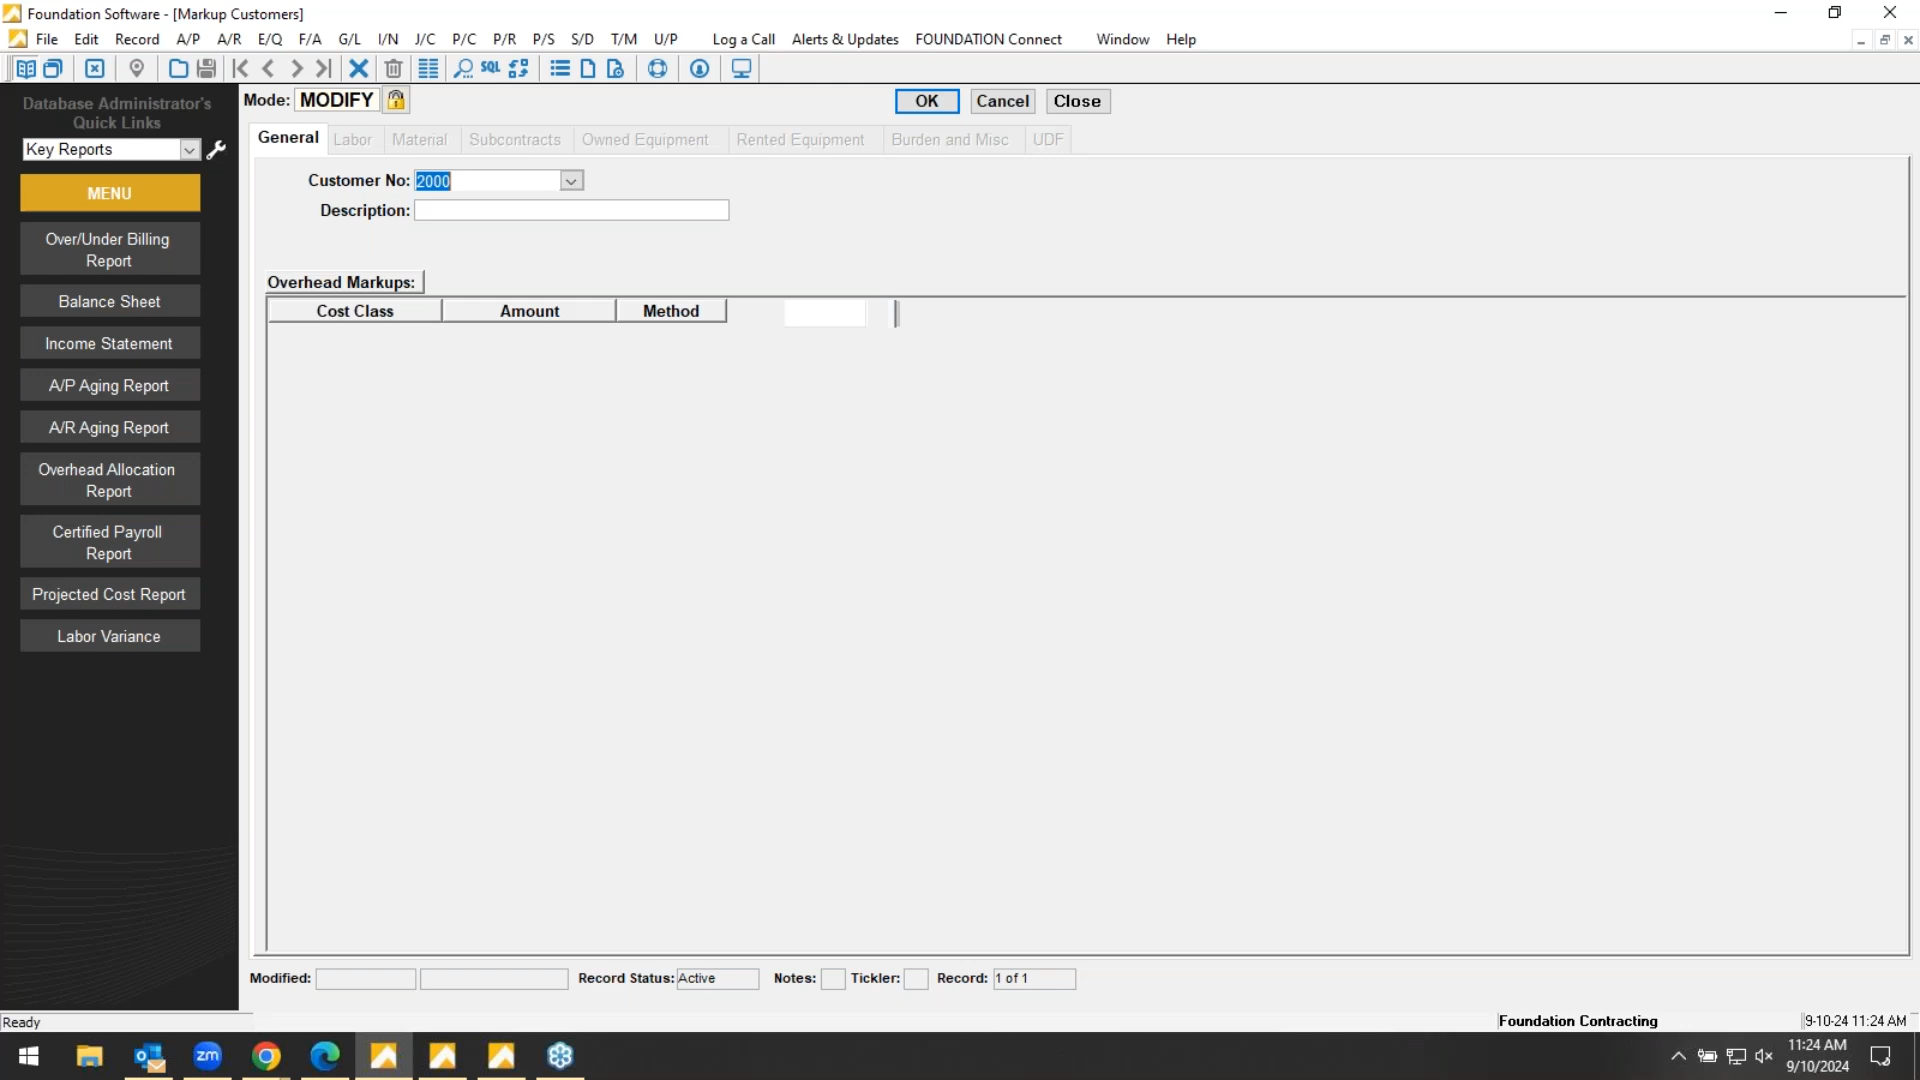 Foundation Software - [Markup Customers]
File Edit Record A/P A/R E/Q F/A G/L I/N J/C P/C P/R P/S S/D T/M U/P Log a Call Alerts & Updates FOUNDATION Connect Window Help
SQL
Database Administrator's
Quick Links
Key Reports
MENU
Over/Under Billing
Report
Balance Sheet
Income Statement
A/P Aging Report
A/R Aging Report
Overhead Allocation
Report
Certified Payroll
Report
Projected Cost Report
Labor Variance
Mode: MODIFY OK Cancel Close
General Labor Material Subcontracts Owned Equipment Rented Equipment Burden and Misc UDF
Customer No: 2000
Description:
Overhead Markups:
Cost Class Amount Method
Modified: Record Status: Active Notes: Tickler: Record: 1 of 1
Ready Foundation Contracting 9-10-24 11:24 AM
zm
11:24 AM
9/10/2024